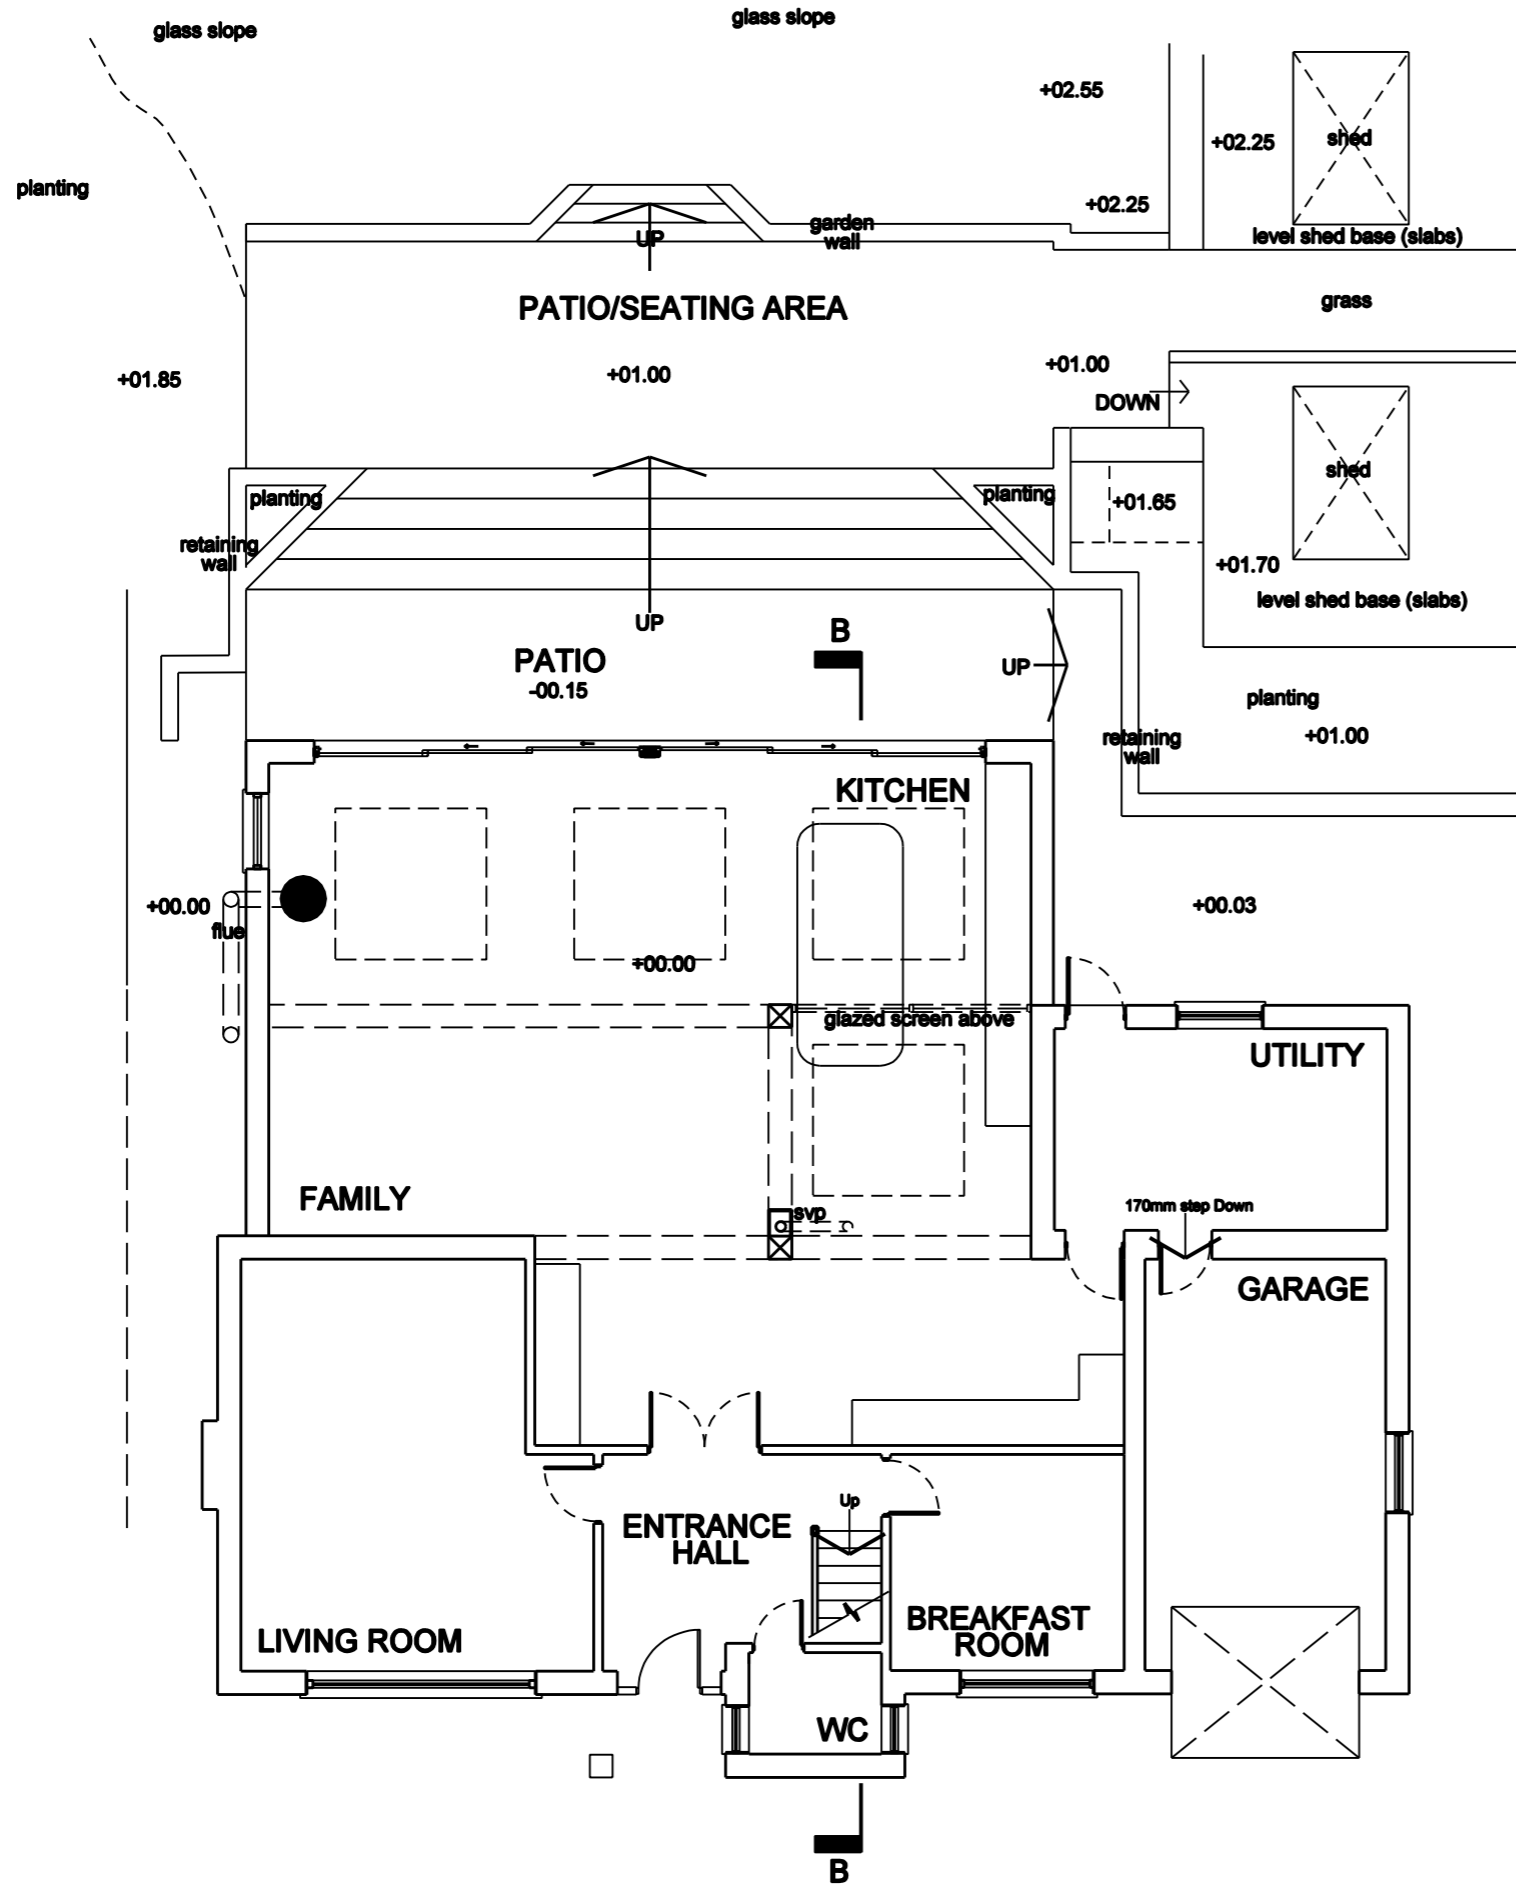 glass slope
glass slope
+02.55
+02.25
shed
planting
+02.25
garden
wall
UP
level shed base (slabs)
PATIO/SEATING AREA
grass
+01.85
+01.00
+01.00
DOWN
shed
planting
planting
+01.65
retaining
wall
+01.70
level shed base (slabs)
UP
B
PATIO
-00.15
UP
planting
retaining
wall
+01.00
KITCHEN
+00.00
flue
+00.03
+00.00
glazed screen above
UTILITY
FAMILY
svp
170mm step Down
GARAGE
Up
ENTRANCE
HALL
LIVING ROOM
BREAKFAST
ROOM
WC
B